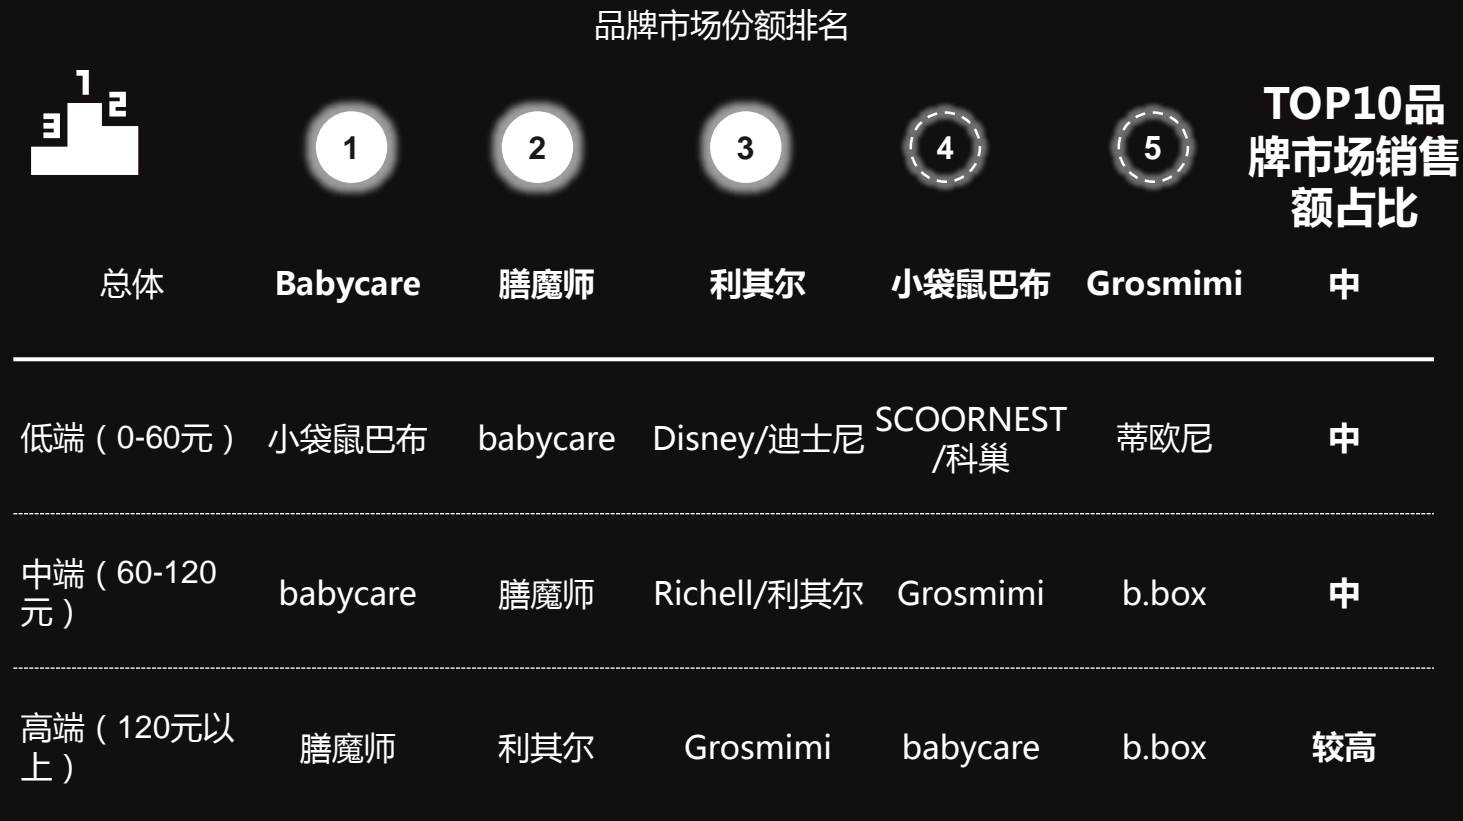 品牌市场份额排名
1
2
3
1
2
3
4
5
TOP10品
牌市场销售
额占比
总体
Babycare
膳魔师
利其尔
小袋鼠巴布
Grosmimi
中
低端（0-60元）
小袋鼠巴布
babycare
Disney/迪士尼
SCOORNEST
/科巢
蒂欧尼
中
中端（60-120
元）
babycare
膳魔师
Richell/利其尔
Grosmimi
b.box
中
高端（120元以
上）
膳魔师
利其尔
Grosmimi
babycare
b.box
较高